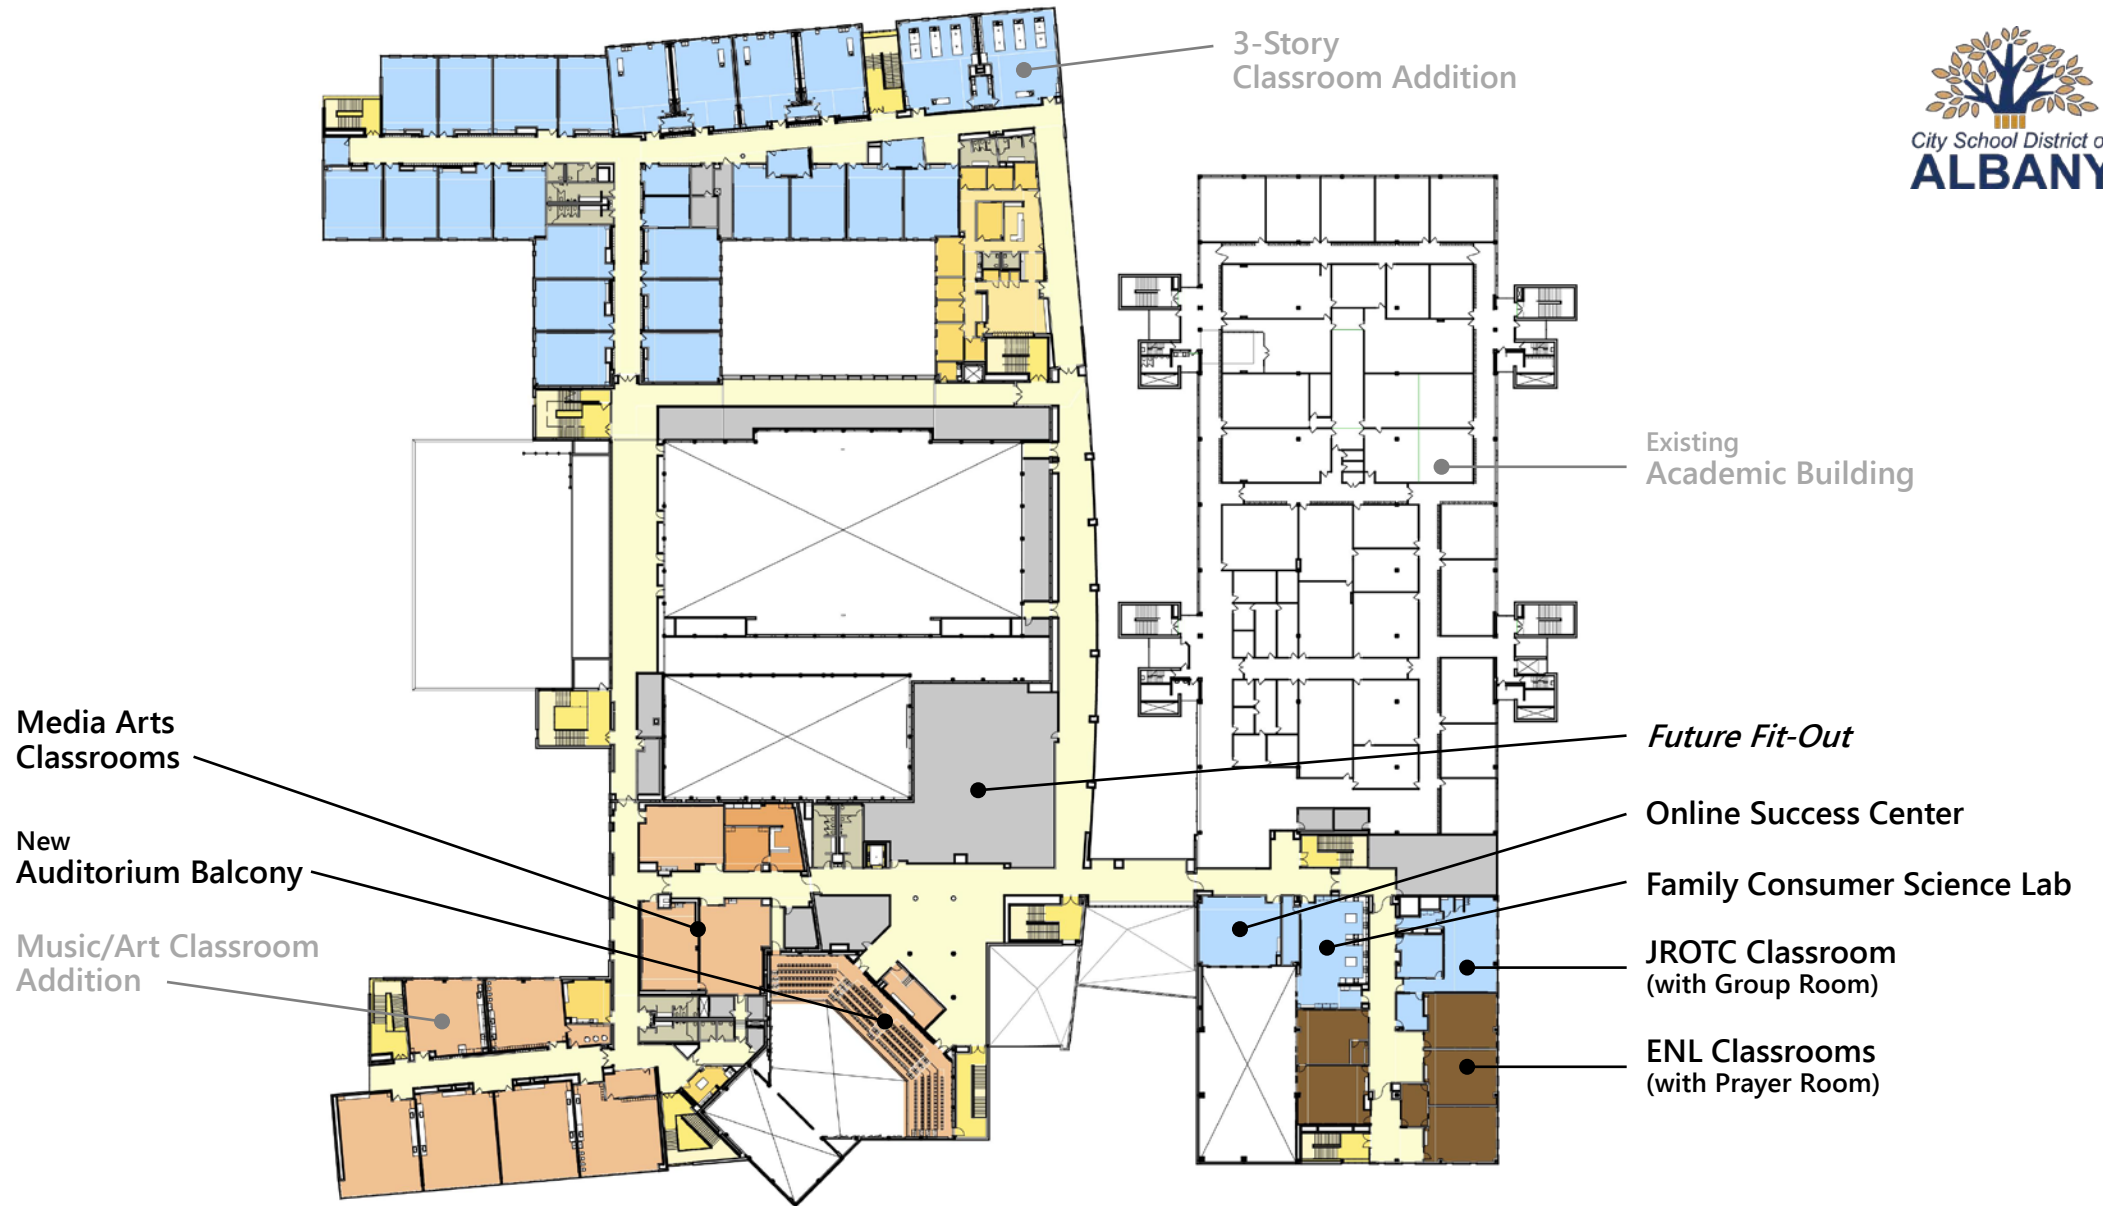 3-Story
Classroom Addition
City School District o
ALBANY
Existing
Academic Building
Media Arts
Classrooms
New
Auditorium Balcony
Music/Art Classroom
Addition
Future Fit-Out
Online Success Center
Family Consumer Science Lab
JROTC Classroom
(with Group Room)
ENL Classrooms
(with Prayer Room)